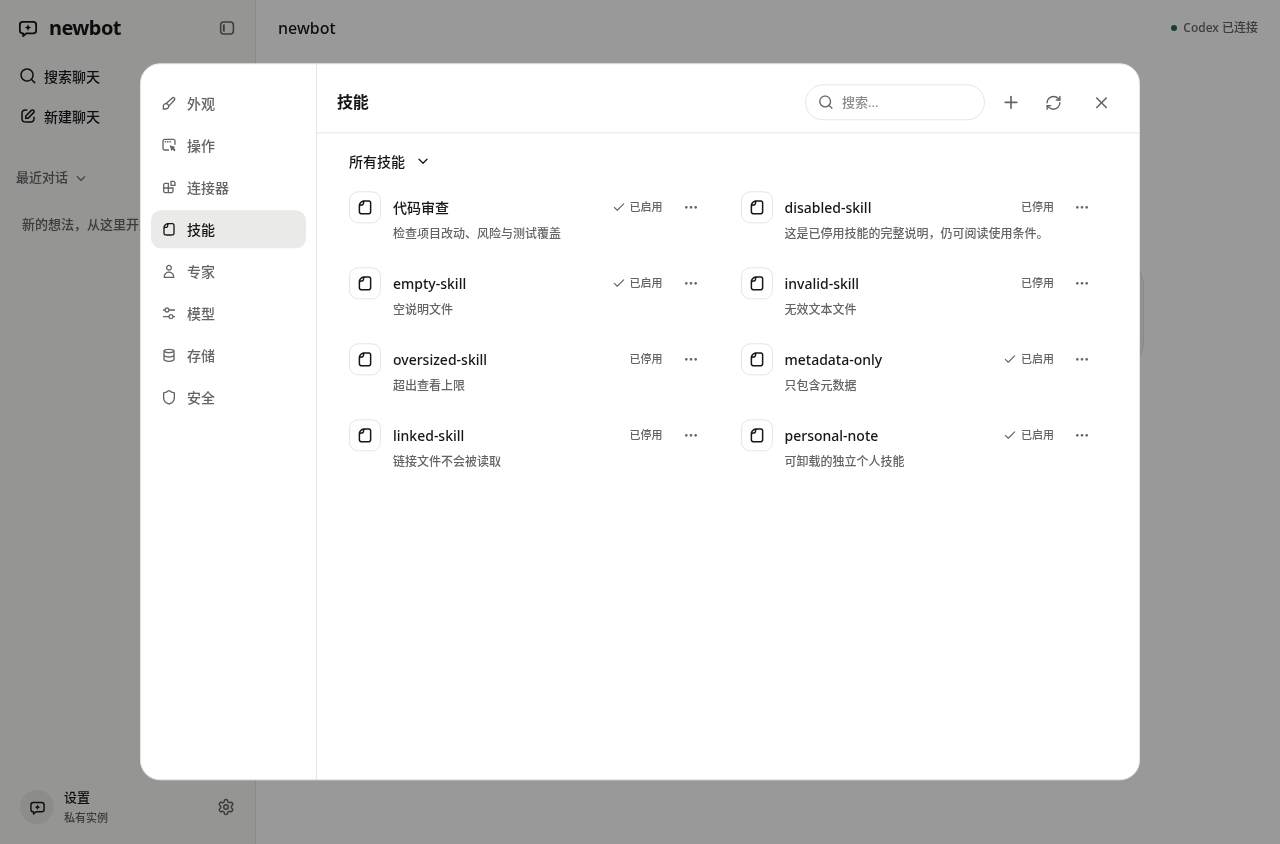 newbot
newbot
Codex 已连接
搜索聊天
新建聊天
最近对话
新的想法，从这里开
设置
私有实例
外观
操作
连接器
技能
专家
模型
存储
安全
技能
搜索...
所有技能
代码审查
已启用
检查项目改动、风险与测试覆盖
disabled-skill
已停用
这是已停用技能的完整说明，仍可阅读使用条件。
empty-skill
已启用
空说明文件
invalid-skill
已停用
无效文本文件
oversized-skill
已停用
超出查看上限
metadata-only
已启用
只包含元数据
linked-skill
已停用
链接文件不会被读取
personal-note
已启用
可卸载的独立个人技能